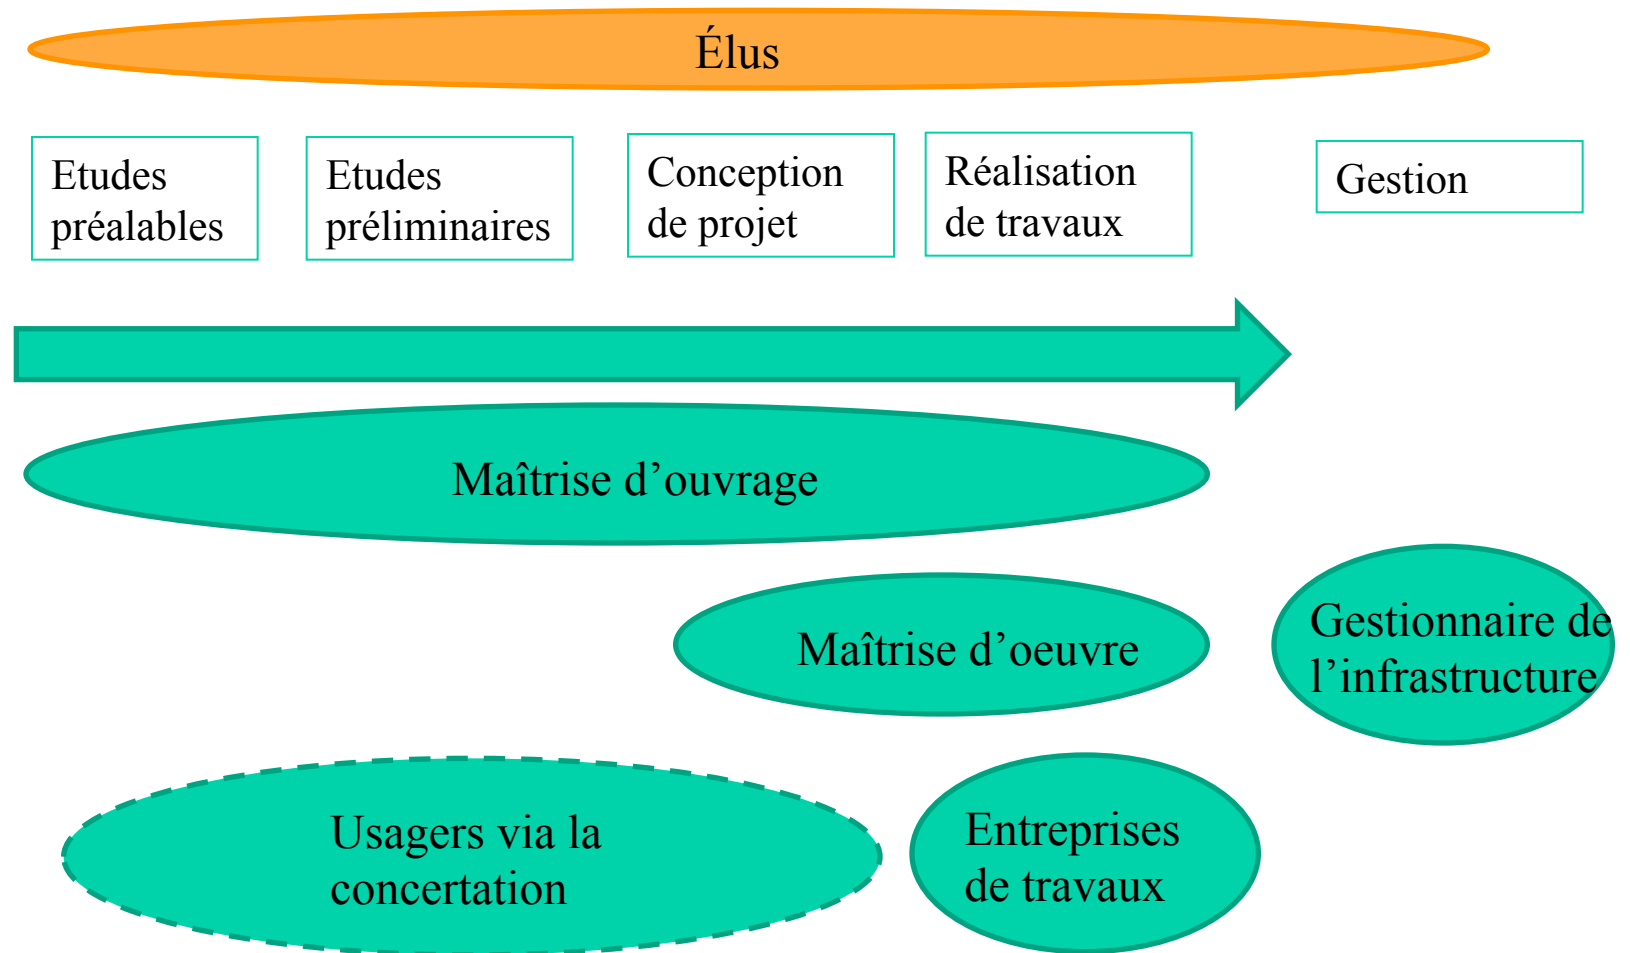 Élus
Etudes
préalables
Etudes
préliminaires
Conception
de projet
Réalisation
de travaux
Gestion
Maîtrise d’ouvrage
Maîtrise d’oeuvre
Gestionnaire de
l’infrastructure
Usagers via la
concertation
Entreprises
de travaux